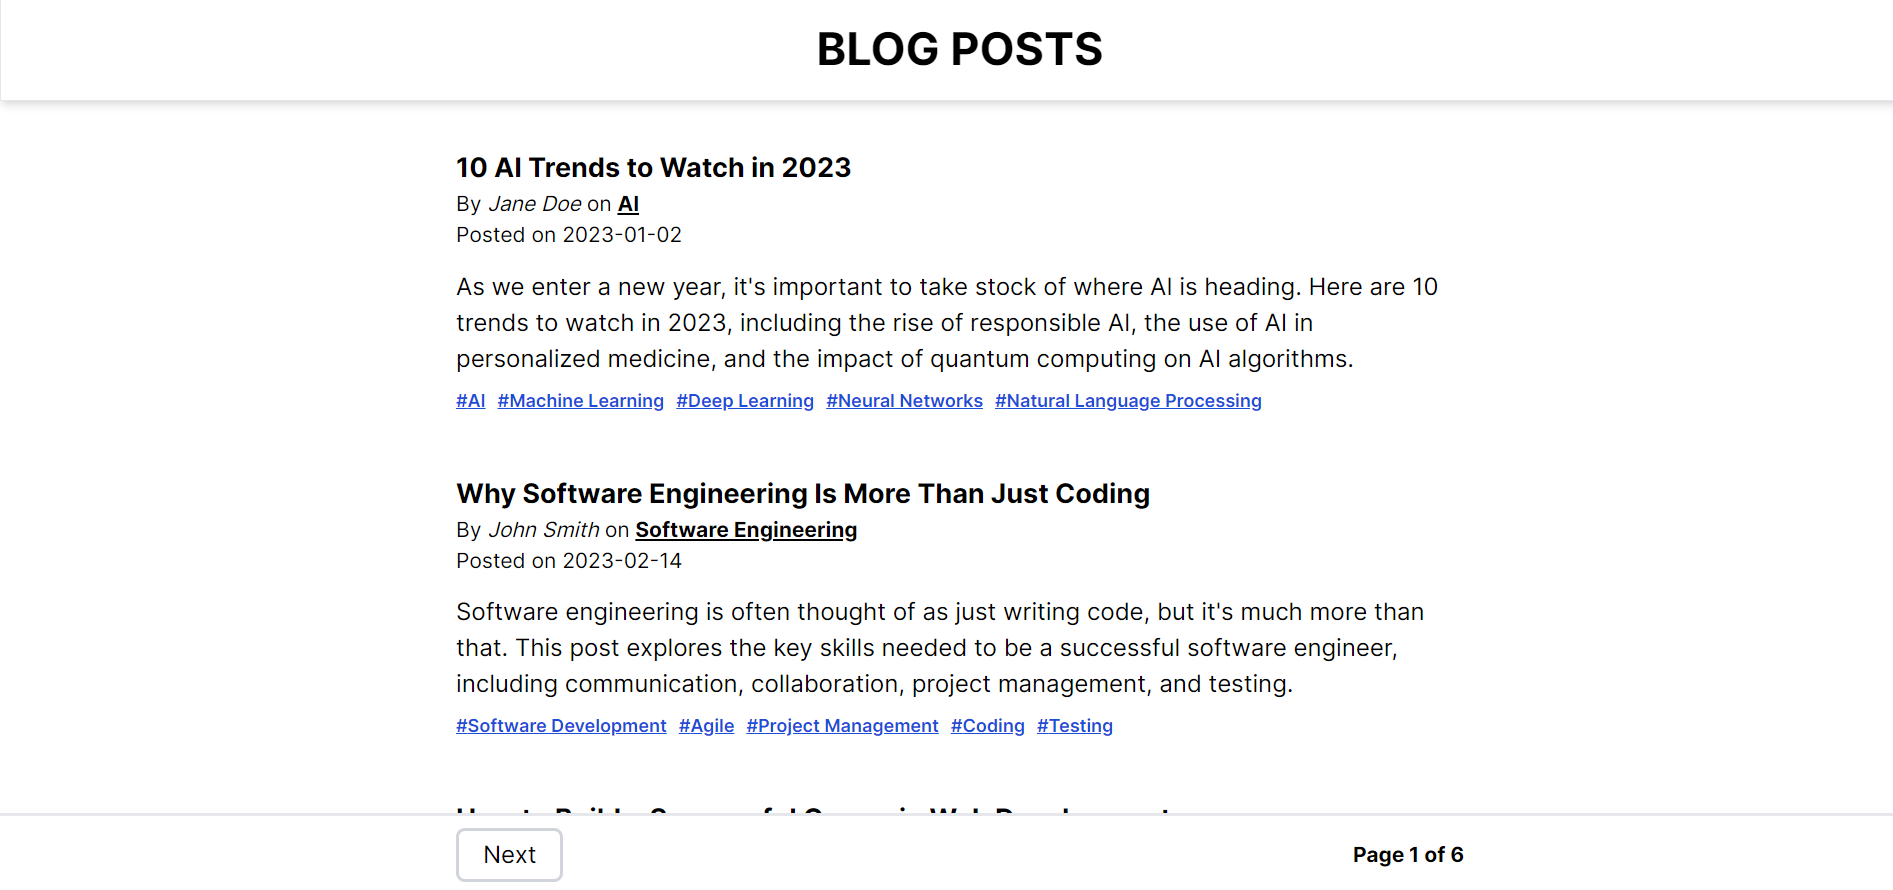 BLOG POSTS
10 AI Trends to Watch in 2023
By Jane Doe on AI
Posted on 2023-01-02
As we enter a new year, it's important to take stock of where AI is heading. Here are 10
trends to watch in 2023, including the rise of responsible AI, the use of AI in
personalized medicine, and the impact of quantum computing on AI algorithms.
#AI #Machine Learning #Deep Learning #Neural Networks #Natural Language Processing
Why Software Engineering Is More Than Just Coding
By John Smith on Software Engineering
Posted on 2023-02-14
Software engineering is often thought of as just writing code, but it's much more than
that. This post explores the key skills needed to be a successful software engineer,
including communication, collaboration, project management, and testing.
#Software Development #Agile #Project Management #Coding #Testing
Next
Page 1 of 6